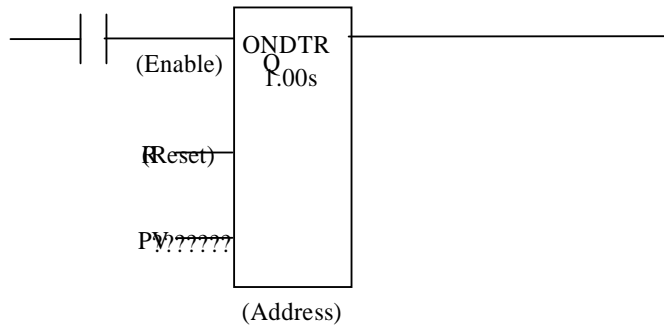 ONDTR
(Enable)
Q
1.00s
R
(Reset)
PV
???????
(Address)